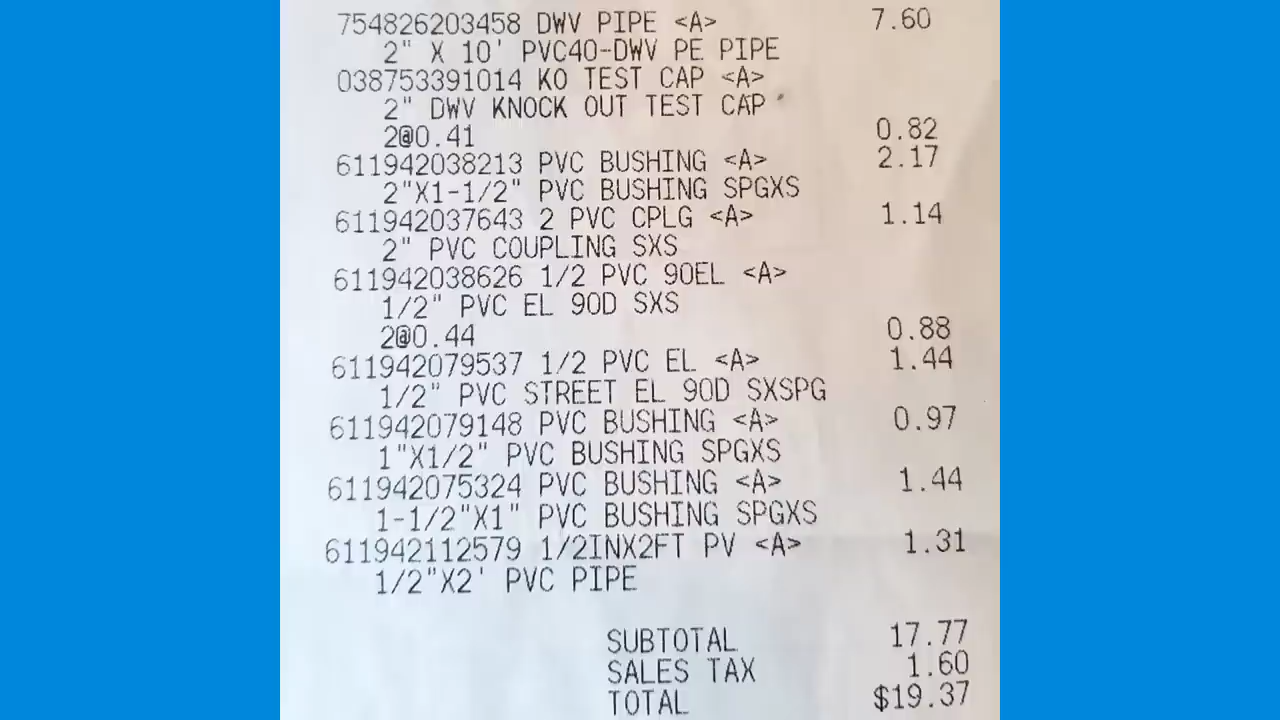 754826203458 DWV PIPE <A> 7.60
2" X 10' PVC40-DWV PE PIPE
038753391014 KO TEST CAP <A>
2" DWV KNOCK OUT TEST CAP
2@0.41 0.82
611942038213 PVC BUSHING <A> 2.17
2"X1-1/2" PVC BUSHING SPGXS
611942037643 2 PVC CPLG <A> 1.14
2" PVC COUPLING SXS
611942038626 1/2 PVC 90EL <A>
1/2" PVC EL 90D SXS
2@0.44 0.88
611942079537 1/2 PVC EL <A> 1.44
1/2" PVC STREET EL 90D SXSPG
611942079148 PVC BUSHING <A> 0.97
1"X1/2" PVC BUSHING SPGXS
611942075324 PVC BUSHING <A> 1.44
1-1/2"X1" PVC BUSHING SPGXS
611942112579 1/2INX2FT PV <A> 1.31
1/2"X2' PVC PIPE
SUBTOTAL 17.77
SALES TAX 1.60
TOTAL $19.37